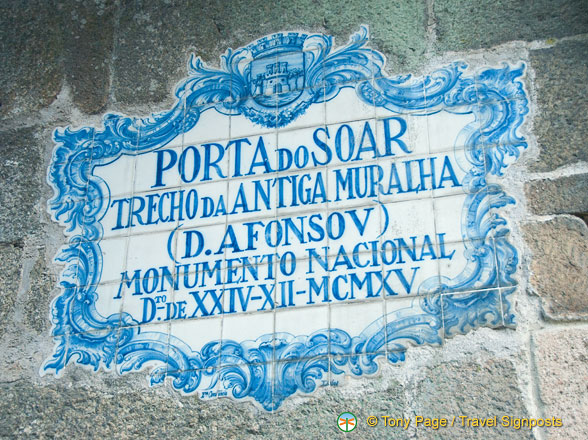 PORTA DO SOAR
TRECHO DA ANTIGA MURALHA
(D. AFONSO V)
MONUMENTO NACIONAL
DTO DE XXIV-XII-MCMXV
© Tony Page / Travel Signposts